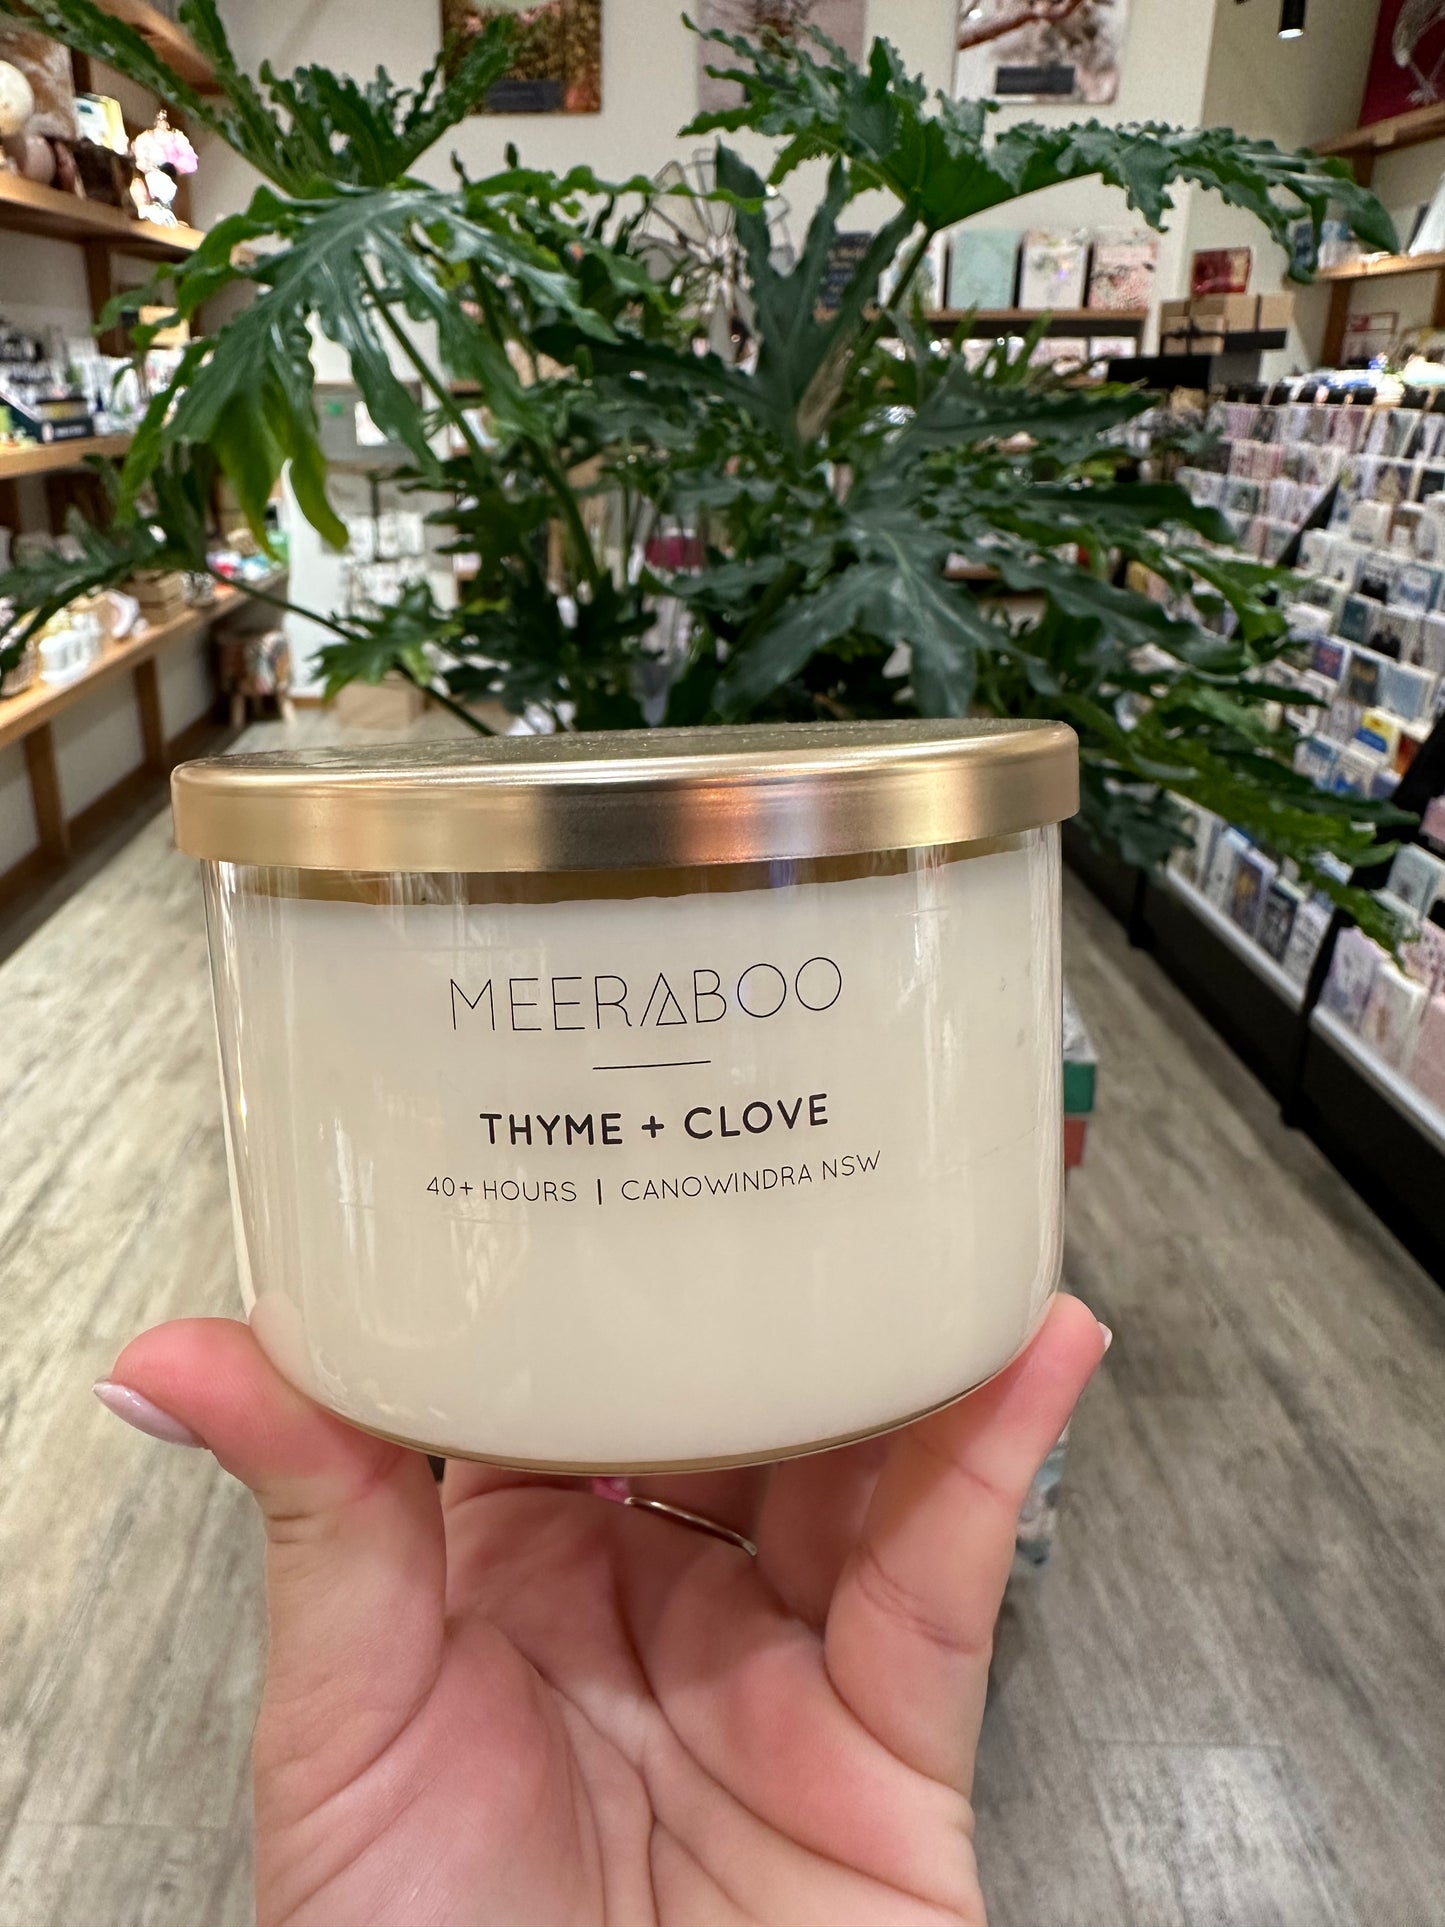 MEERABOO
THYME + CLOVE
40+ HOURS | CANOWINDRA NSW